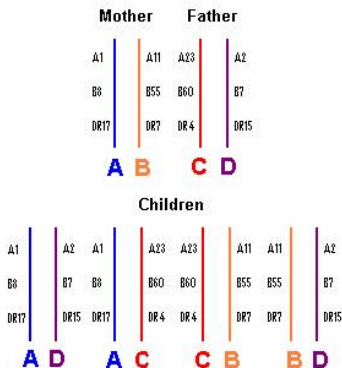 Mother Father
A1 A11 A23 A2
B8 B55 B60 B7
DR17 DR7 DR4 DR15
A B C D
Children
A1 A2 A1 A23 A23 A11 A11 A2
B8 B7 B8 B60 B60 B55 B55 B7
DR17 DR15 DR17 DR4 DR4 DR7 DR7 DR15
A D A C C B B D